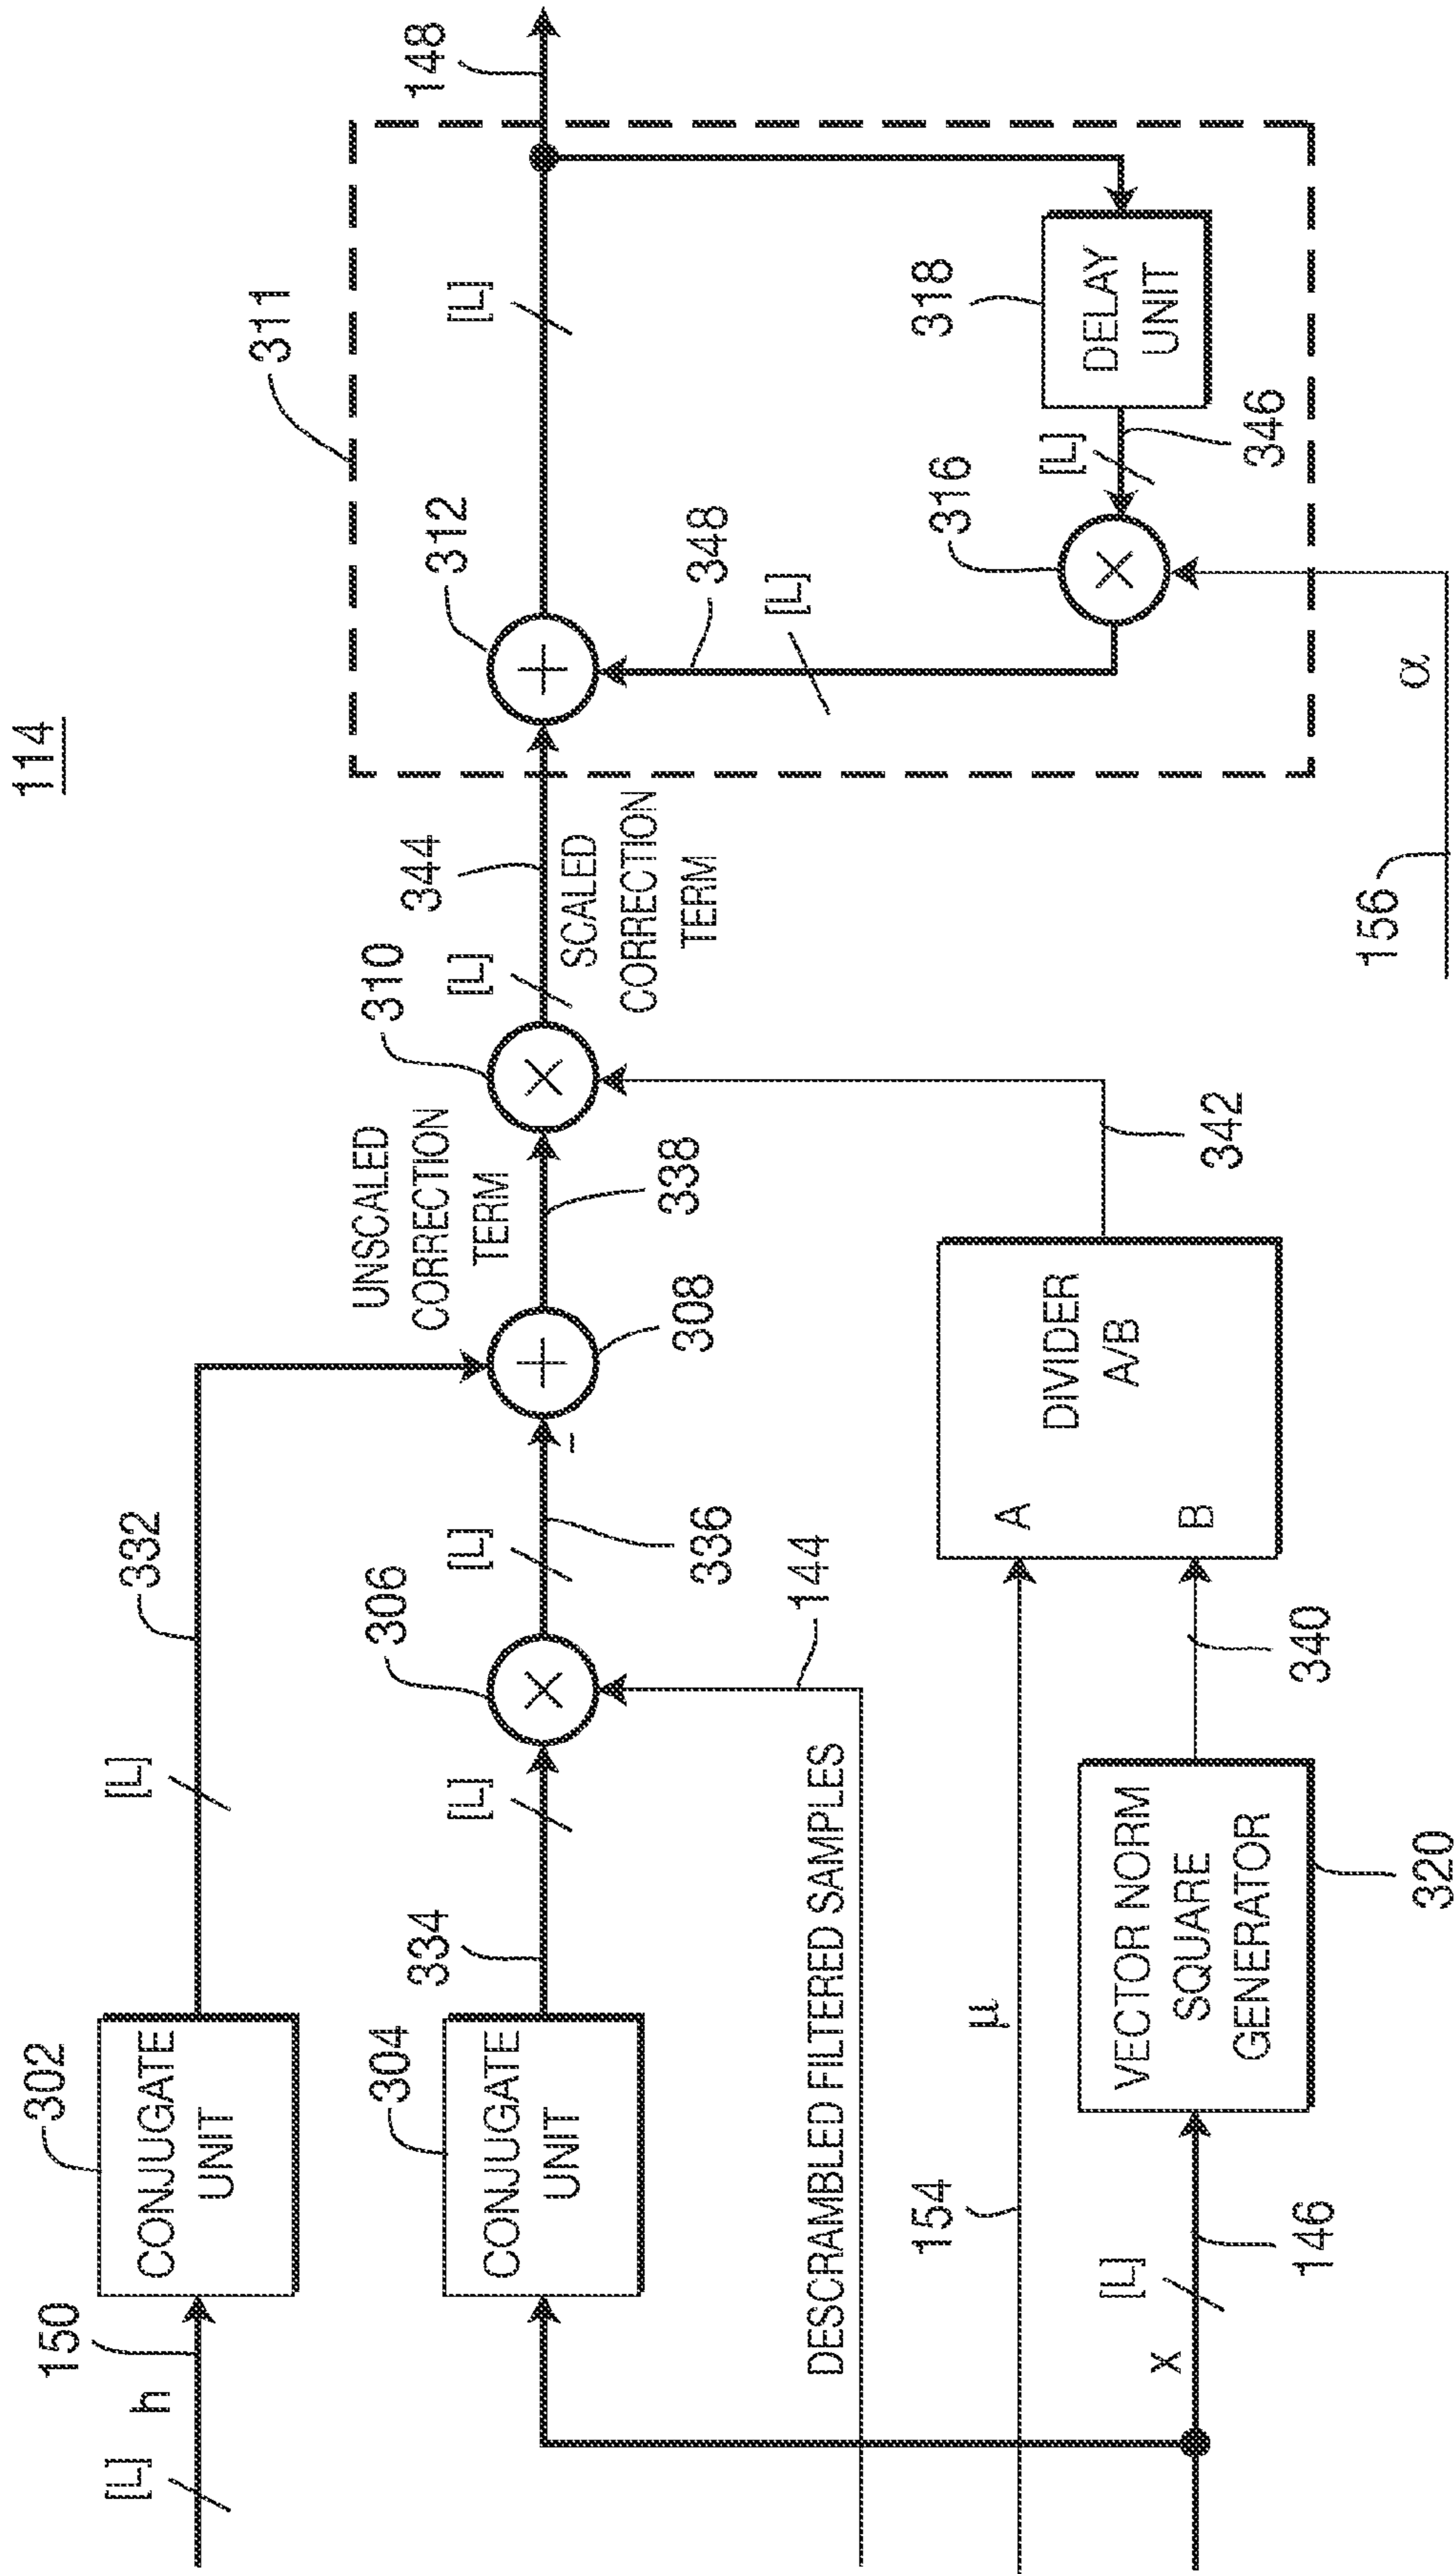 114
[L]
h
150
302
CONJUGATE
UNIT
[L]
332
304
CONJUGATE
UNIT
334
[L]
306
×
[L]
336
-
+
308
UNSCALED
CORRECTION
TERM
338
310
×
[L]
344
SCALED
CORRECTION
TERM
311
312
+
[L]
148
348
[L]
316
×
[L]
346
318
DELAY
UNIT
α
156
DESCRAMBLED FILTERED SAMPLES
144
154
μ
A
B
DIVIDER
A/B
342
X
[L]
146
VECTOR NORM
SQUARE
GENERATOR
320
340